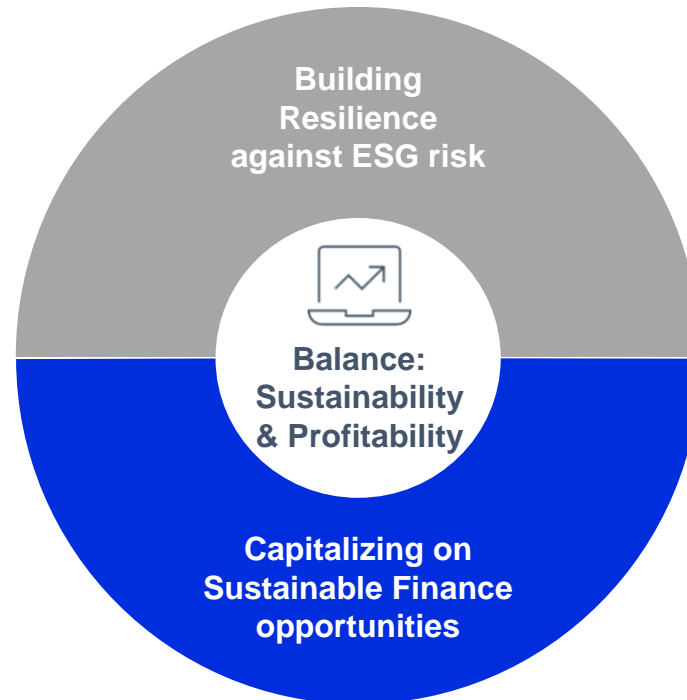 Building
Resilience
against ESG risk
Balance:
Sustainability
& Profitability
Capitalizing on
Sustainable Finance
opportunities